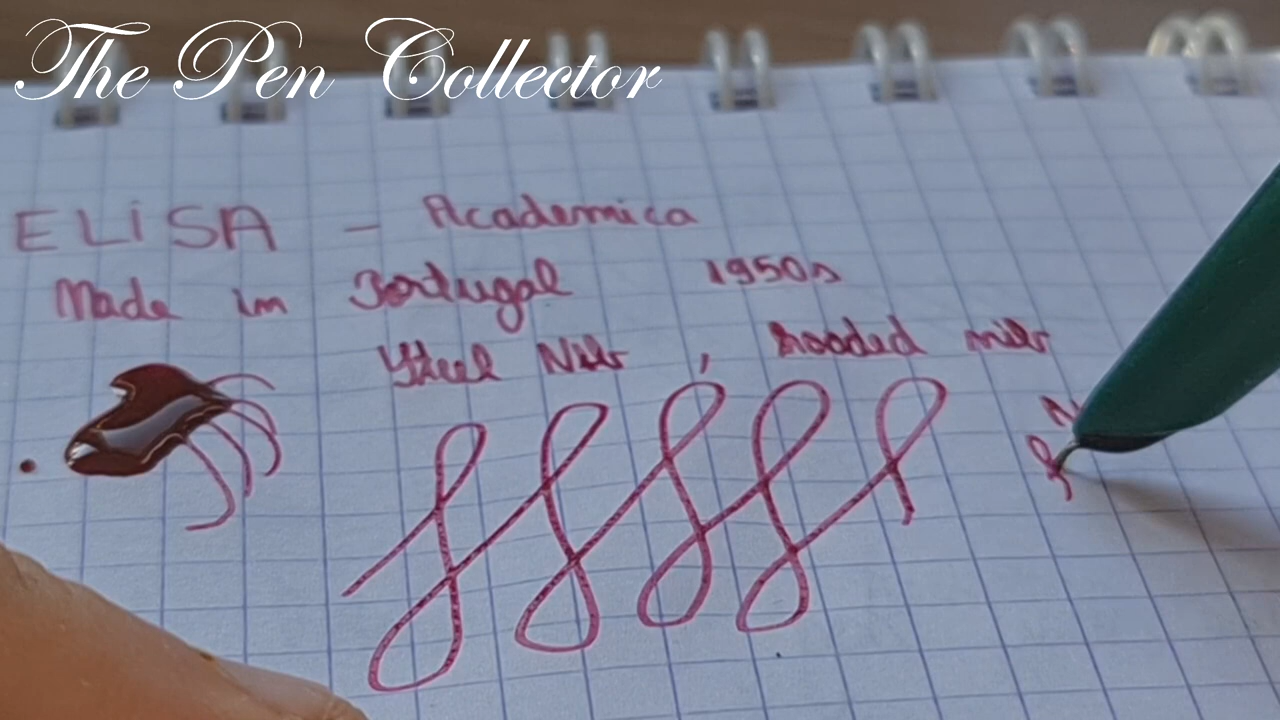 The Pen Collector
ELiSA - Academica
Made in Portugal 1950s
Steel Nib, hooded nib